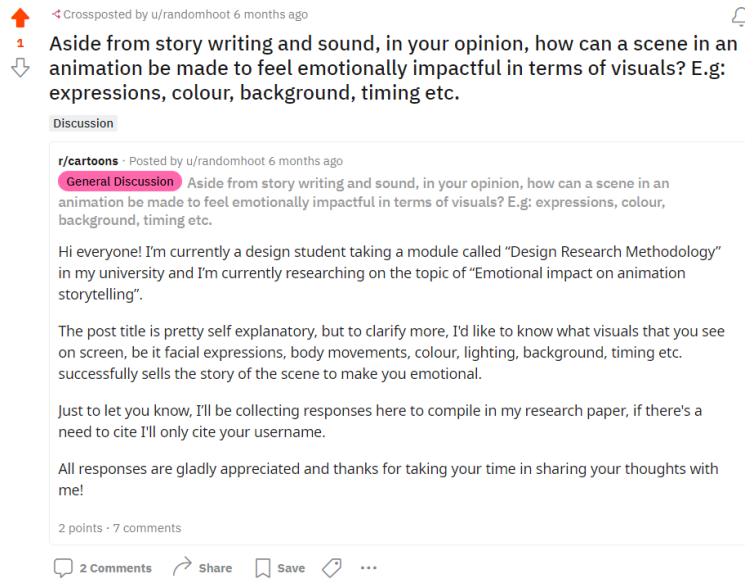 Crossposted by u/randomhoot 6 months ago
1
Aside from story writing and sound, in your opinion, how can a scene in an
animation be made to feel emotionally impactful in terms of visuals? E.g:
expressions, colour, background, timing etc.
Discussion
r/cartoons · Posted by u/randomhoot 6 months ago
General Discussion Aside from story writing and sound, in your opinion, how can a scene in an
animation be made to feel emotionally impactful in terms of visuals? E.g: expressions, colour,
background, timing etc.
Hi everyone! I’m currently a design student taking a module called “Design Research Methodology”
in my university and I’m currently researching on the topic of “Emotional impact on animation
storytelling”.
The post title is pretty self explanatory, but to clarify more, I'd like to know what visuals that you see
on screen, be it facial expressions, body movements, colour, lighting, background, timing etc.
successfully sells the story of the scene to make you emotional.
Just to let you know, I’ll be collecting responses here to compile in my research paper, if there's a
need to cite I'll only cite your username.
All responses are gladly appreciated and thanks for taking your time in sharing your thoughts with
me!
2 points · 7 comments
2 Comments Share Save